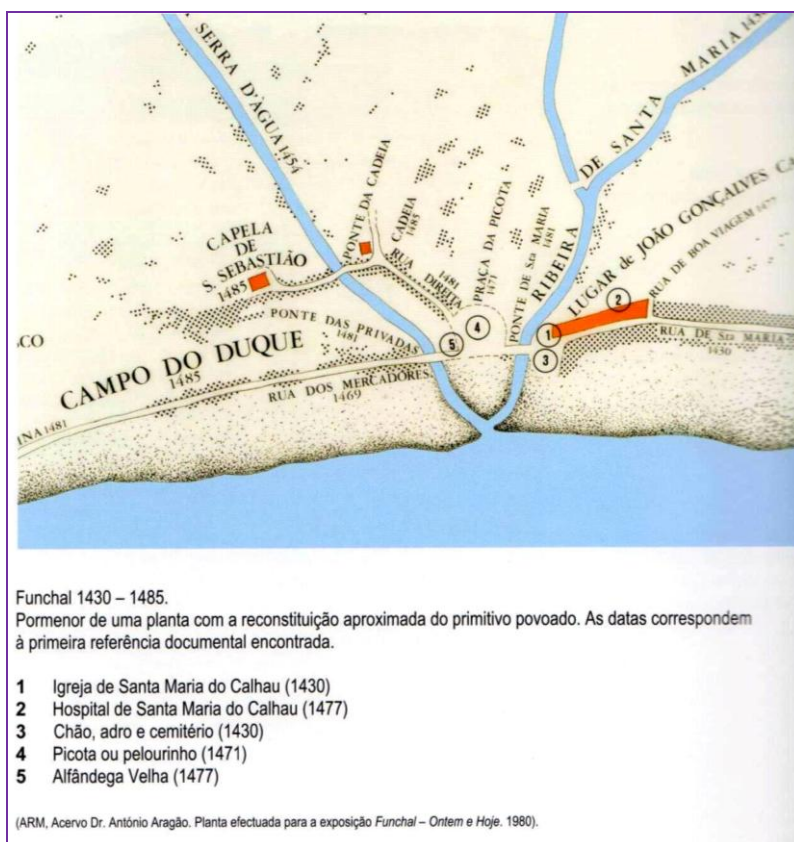 SERRA D'ÁGUA 1454
DE SANTA MARIA 1430
RIBEIRA
PONTE DA CADEIA
CADEIA
1485
CAPELA
DE
S. SEBASTIÃO
1485
RUA DIREITA
1481
PRAÇA DA PICOTA
1471
PONTE DE Sta MARIA
1481
LUGAR de JOÃO GONÇALVES CA
RUA DE BOA VIAGEM 1477
PONTE DAS PRIVADAS
1481
CO
CAMPO DO DUQUE
1485
RUA DOS MERCADORES
1469
RUA DE Sta MARIA
1430
INA 1481
1
2
3
4
5
Funchal 1430 – 1485.
Pormenor de uma planta com a reconstituição aproximada do primitivo povoado. As datas correspondem
à primeira referência documental encontrada.
1 Igreja de Santa Maria do Calhau (1430)
2 Hospital de Santa Maria do Calhau (1477)
3 Chão, adro e cemitério (1430)
4 Picota ou pelourinho (1471)
5 Alfândega Velha (1477)
(ARM, Acervo Dr. António Aragão. Planta efectuada para a exposição Funchal – Ontem e Hoje. 1980).